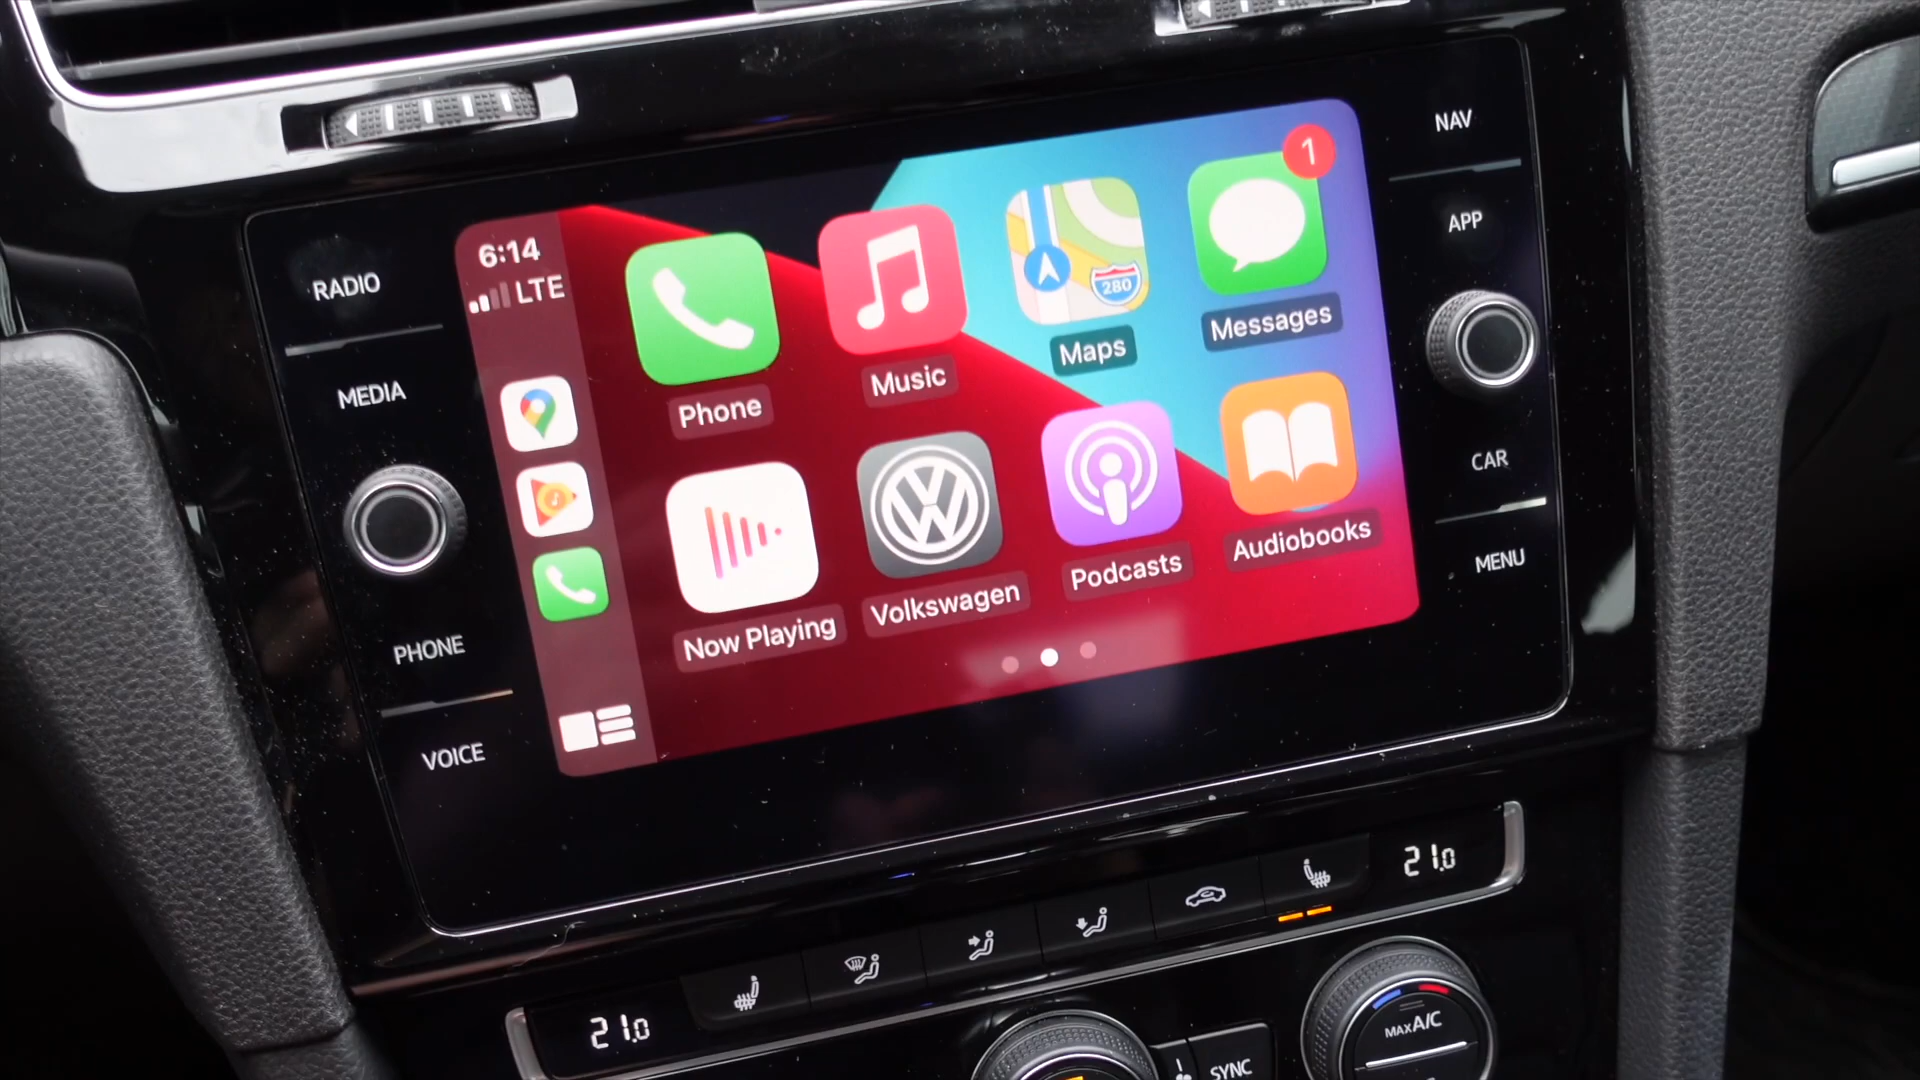 RADIO
MEDIA
PHONE
VOICE
6:14
LTE
Phone
Music
280
Maps
1
Messages
Now Playing
Volkswagen
Podcasts
Audiobooks
NAV
APP
CAR
MENU
21.0
21.0
MAX A/C
SYNC